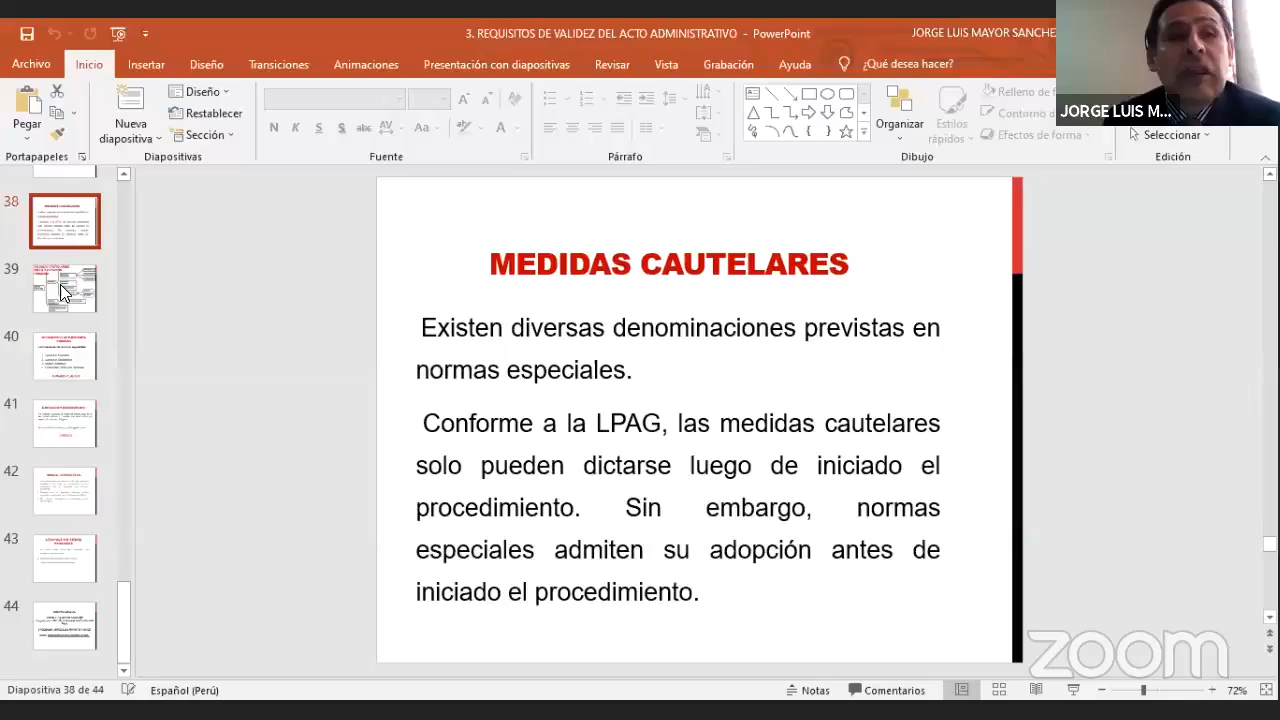 3. REQUISITOS DE VALIDEZ DEL ACTO ADMINISTRATIVO - PowerPoint
JORGE LUIS MAYOR SANCHE
Archivo Inicio Insertar Diseño Transiciones Animaciones Presentación con diapositivas Revisar Vista Grabación Ayuda ¿Qué desea hacer?
JORGE LUIS M...
Pegar
Nueva
diapositiva
Diseño
Restablecer
Sección
N K S S abc AV Aa A
Organizar
Estilos
rápidos
Relleno de f
Contorno d
Efectos de forma
Seleccionar
Portapapeles Diapositivas Fuente Párrafo Dibujo Edición
38
39
40
41
42
43
44
MEDIDAS CAUTELARES
Existen diversas denominaciones previstas en
normas especiales.
Conforme a la LPAG, las medidas cautelares
solo pueden dictarse luego de iniciado el
procedimiento. Sin embargo, normas
especiales admiten su adopción antes de
iniciado el procedimiento.
zoom
Diapositiva 38 de 44 Español (Perú) Notas Comentarios 72%